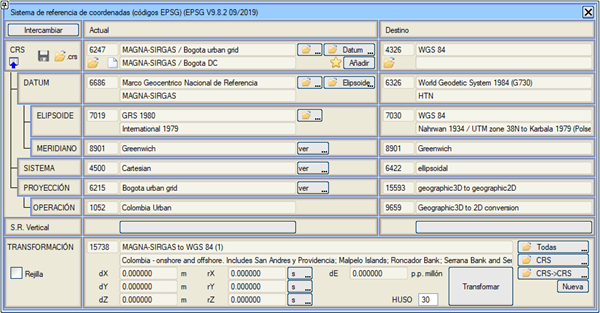 Sistema de referencia de coordenadas (códigos EPSG) (EPSG V9.8.2 09/2019)
Intercambiar Actual Destino
CRS .crs 6247 MAGNA-SIRGAS / Bogota urban grid ... Datum ... 4326 WGS 84
MAGNA-SIRGAS / Bogota DC Añadir
DATUM 6686 Marco Geocentrico Nacional de Referencia ... Elipsoide ... 6326 World Geodetic System 1984 (G730)
MAGNA-SIRGAS HTN
ELIPSOIDE 7019 GRS 1980 ... 7030 WGS 84
International 1979 Nahrwan 1934 / UTM zone 38N to Karbala 1979 (Polse
MERIDIANO 8901 Greenwich ver ... 8901 Greenwich
SISTEMA 4500 Cartesian ver ... 6422 ellipsoidal
PROYECCIÓN 6215 Bogota urban grid ver ... 15593 geographic3D to geographic2D
OPERACIÓN 1052 Colombia Urban 9659 Geographic3D to 2D conversion
S.R. Vertical
TRANSFORMACIÓN 15738 MAGNA-SIRGAS to WGS 84 (1) Todas ...
Colombia - onshore and offshore. Includes San Andres y Providencia; Malpelo Islands; Roncador Bank; Serrana Bank and Ser CRS ...
Rejilla dX 0.000000 m rX 0.000000 s ... dE 0.000000 p.p. millón Transformar CRS->CRS ...
dY 0.000000 m rY 0.000000 s ... Nueva
dZ 0.000000 m rZ 0.000000 s ... HUSO 30